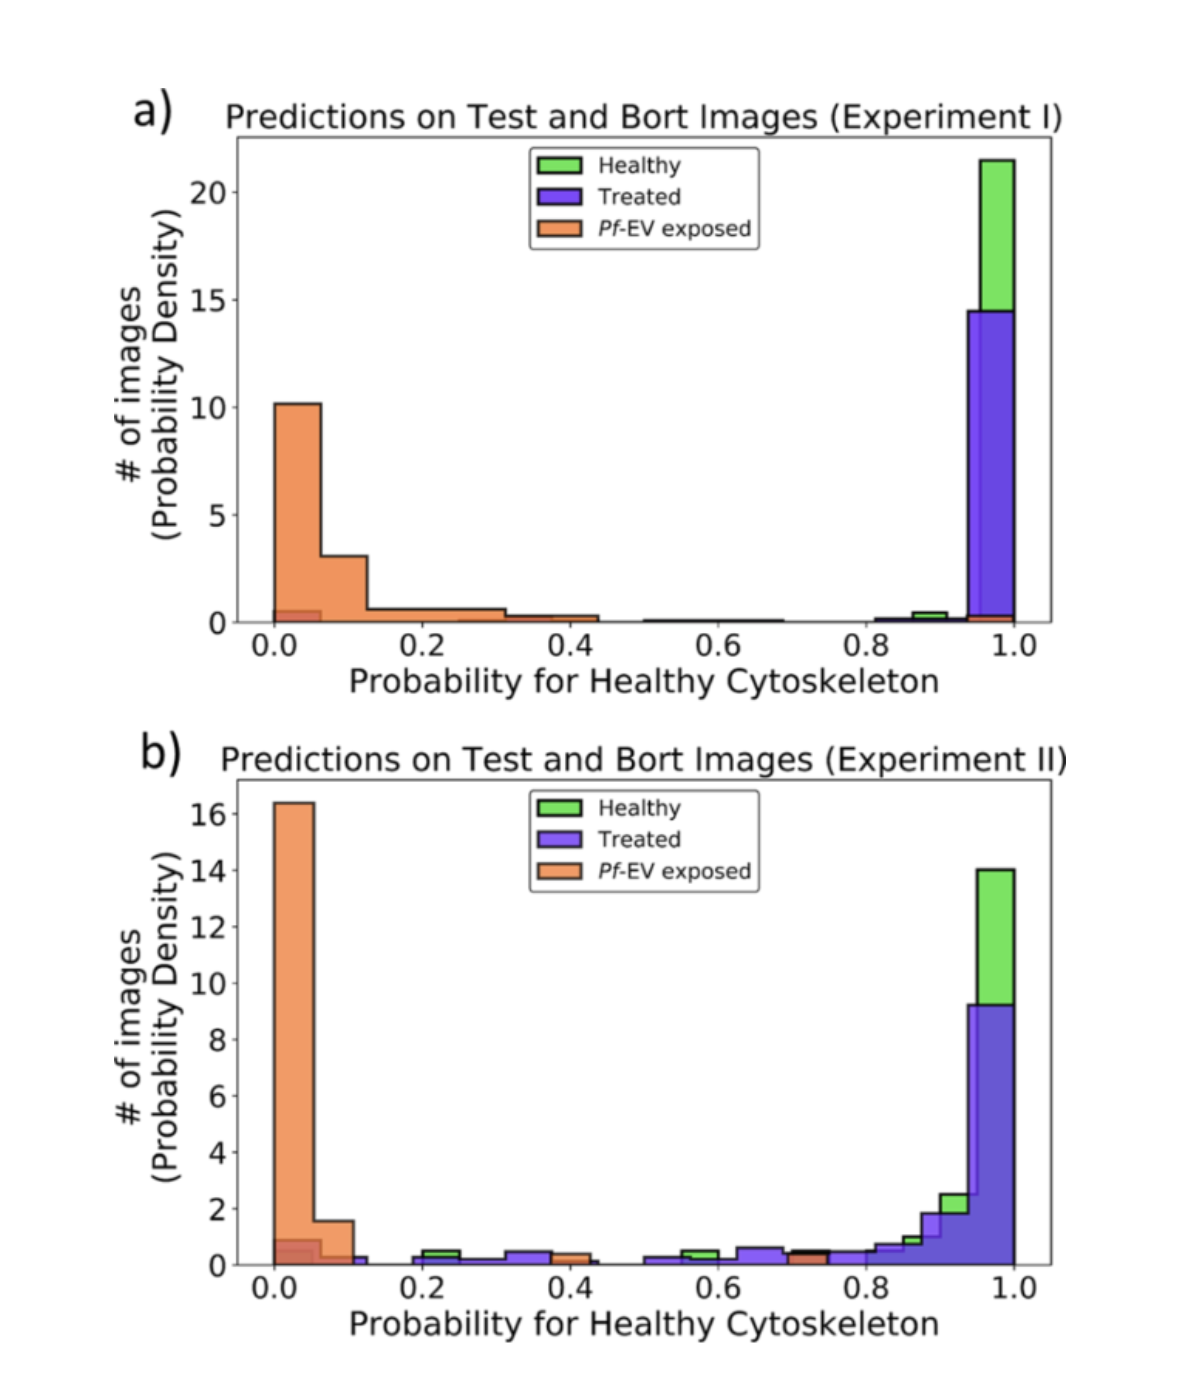 a)
Predictions on Test and Bort Images (Experiment I)
Healthy
Treated
Pf-EV exposed
# of images
(Probability Density)
20
15
10
5
0
0.0 0.2 0.4 0.6 0.8 1.0
Probability for Healthy Cytoskeleton
b)
Predictions on Test and Bort Images (Experiment II)
Healthy
Treated
Pf-EV exposed
# of images
(Probability Density)
16
14
12
10
8
6
4
2
0
0.0 0.2 0.4 0.6 0.8 1.0
Probability for Healthy Cytoskeleton